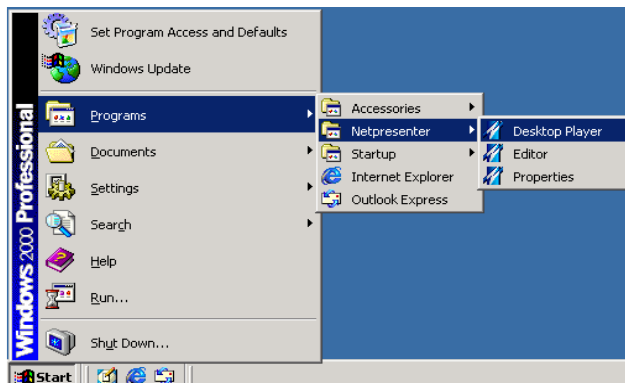 Set Program Access and Defaults
Windows Update
Programs
Documents
Settings
Search
Help
Run...
Shut Down...
Windows 2000 Professional
Accessories
Netpresenter
Startup
Internet Explorer
Outlook Express
Desktop Player
Editor
Properties
Start